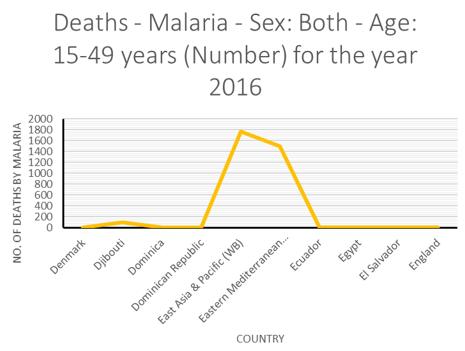 Deaths - Malaria - Sex: Both - Age:
15-49 years (Number) for the year
2016
NO. OF DEATHS BY MALARIA
2000
1800
1600
1400
1200
1000
800
600
400
200
0
Denmark
Djibouti
Dominica
Dominican Republic
East Asia & Pacific (WB)
Eastern Mediterranean...
Ecuador
Egypt
El Salvador
England
COUNTRY